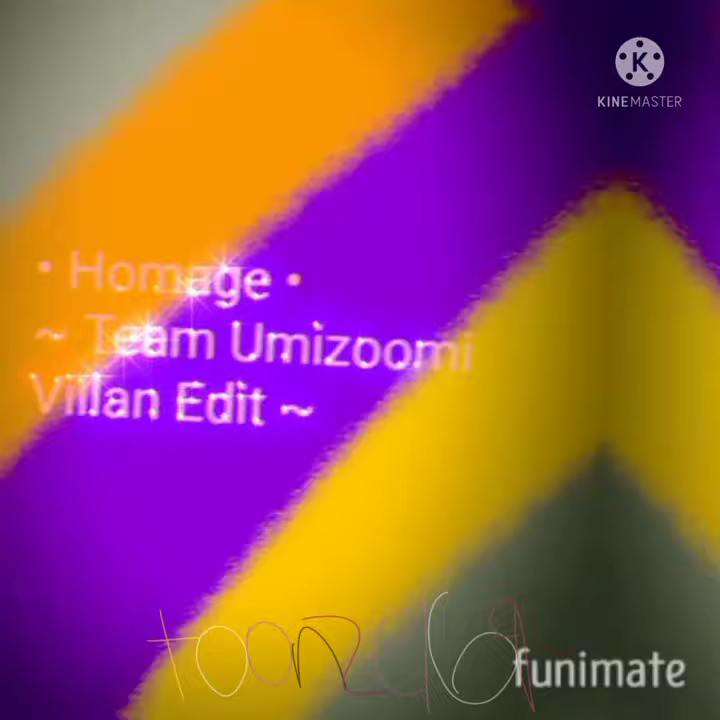 KINEMASTER
• Homage •
~ Team Umizoomi
Villan Edit ~
funimate